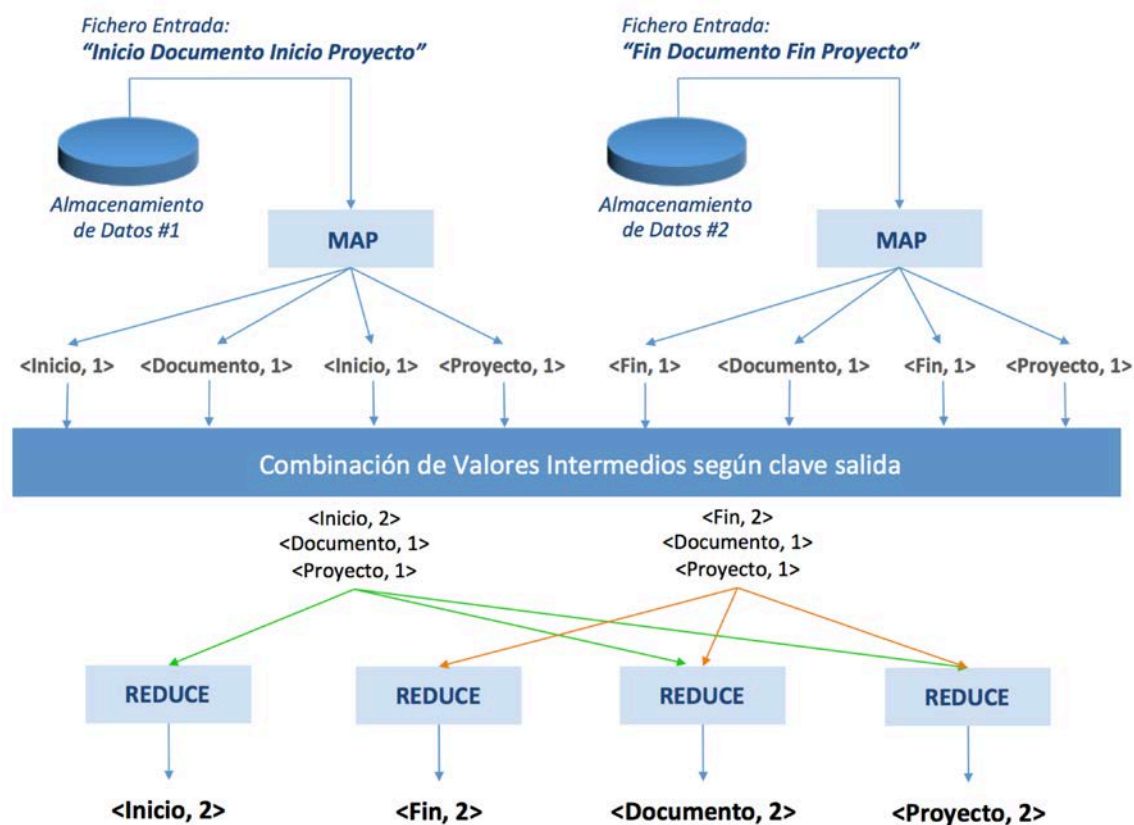 Fichero Entrada:
“Inicio Documento Inicio Proyecto”
Fichero Entrada:
“Fin Documento Fin Proyecto”
Almacenamiento
de Datos #1
MAP
Almacenamiento
de Datos #2
MAP
<Inicio, 1> <Documento, 1> <Inicio, 1> <Proyecto, 1> <Fin, 1> <Documento, 1> <Fin, 1> <Proyecto, 1>
Combinación de Valores Intermedios según clave salida
<Inicio, 2>
<Documento, 1>
<Proyecto, 1>
<Fin, 2>
<Documento, 1>
<Proyecto, 1>
REDUCE REDUCE REDUCE REDUCE
<Inicio, 2> <Fin, 2> <Documento, 2> <Proyecto, 2>